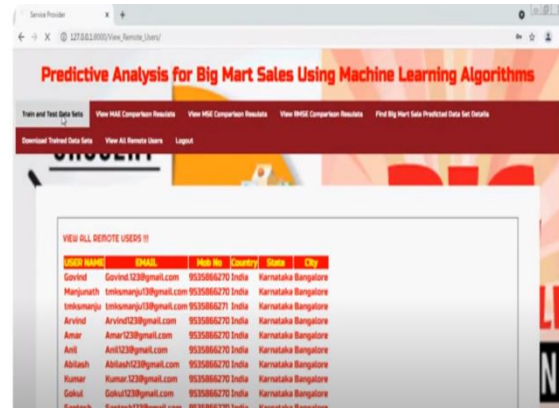 Service Provider
127.0.0.1:8000/View_Remote_Users/
Predictive Analysis for Big Mart Sales Using Machine Learning Algorithms
Train and Test Data Sets View MAE Comparison Results View MSE Comparison Results View RMSE Comparison Results Find Big Mart Sale Predicted Data Set Details
Download Trained Data Sets View All Remote Users Logout
VIEW ALL REMOTE USERS !!!
USER NAME EMAIL Mob No Country State City
Govind Govind.123@gmail.com 9535866270 India Karnataka Bangalore
Manjunath tmksmanju13@gmail.com 9535866270 India Karnataka Bangalore
tmksmanju tmksmanju13@gmail.com 9535866271 India Karnataka Bangalore
Arvind Arvind123@gmail.com 9535866270 India Karnataka Bangalore
Amar Amar123@gmail.com 9535866270 India Karnataka Bangalore
Anil Anil123@gmail.com 9535866270 India Karnataka Bangalore
Abilash Abilash123@gmail.com 9535866270 India Karnataka Bangalore
Kumar Kumar.123@gmail.com 9535866270 India Karnataka Bangalore
Gokul Gokul123@gmail.com 9535866270 India Karnataka Bangalore